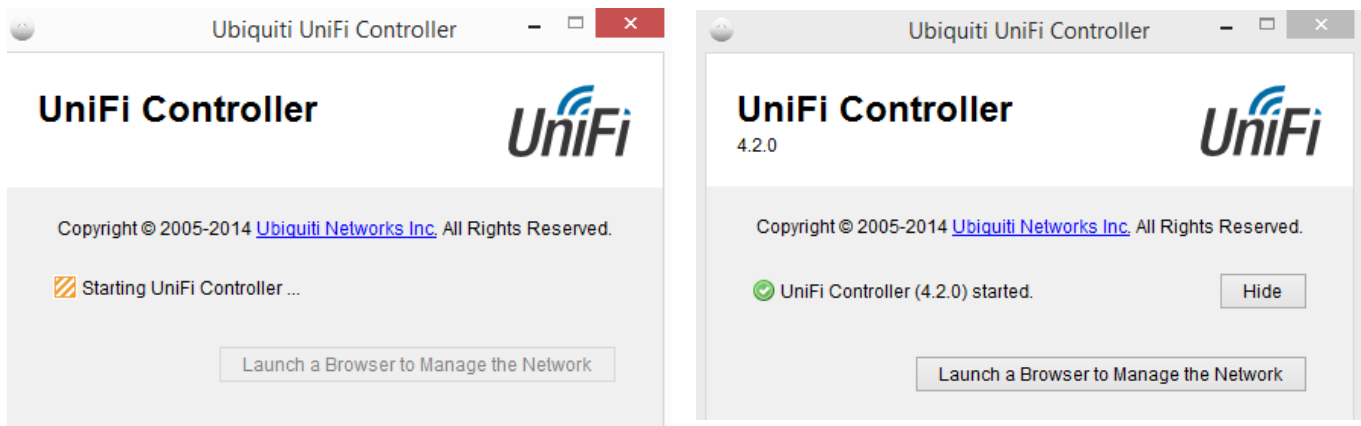 Ubiquiti UniFi Controller
UniFi Controller
UniFi
Copyright © 2005-2014 Ubiquiti Networks Inc. All Rights Reserved.
Starting UniFi Controller ...
Launch a Browser to Manage the Network
Ubiquiti UniFi Controller
UniFi Controller
4.2.0
UniFi
Copyright © 2005-2014 Ubiquiti Networks Inc. All Rights Reserved.
UniFi Controller (4.2.0) started.
Hide
Launch a Browser to Manage the Network